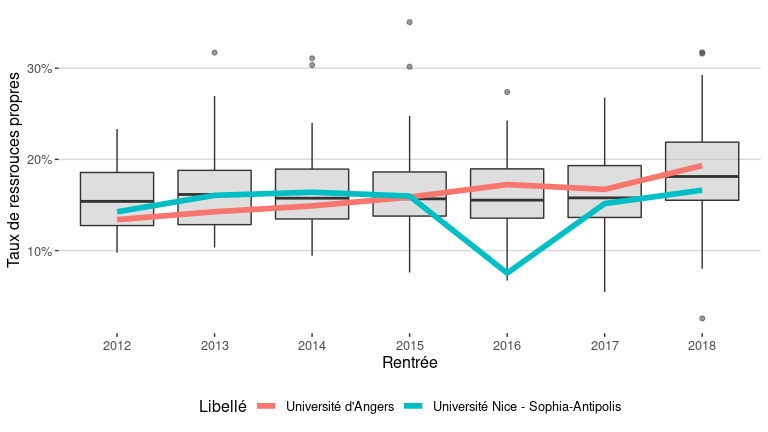 Taux de ressrouces propres
30%
20%
10%
2012 2013 2014 2015 2016 2017 2018
Rentrée
Libellé Université d'Angers Université Nice - Sophia-Antipolis